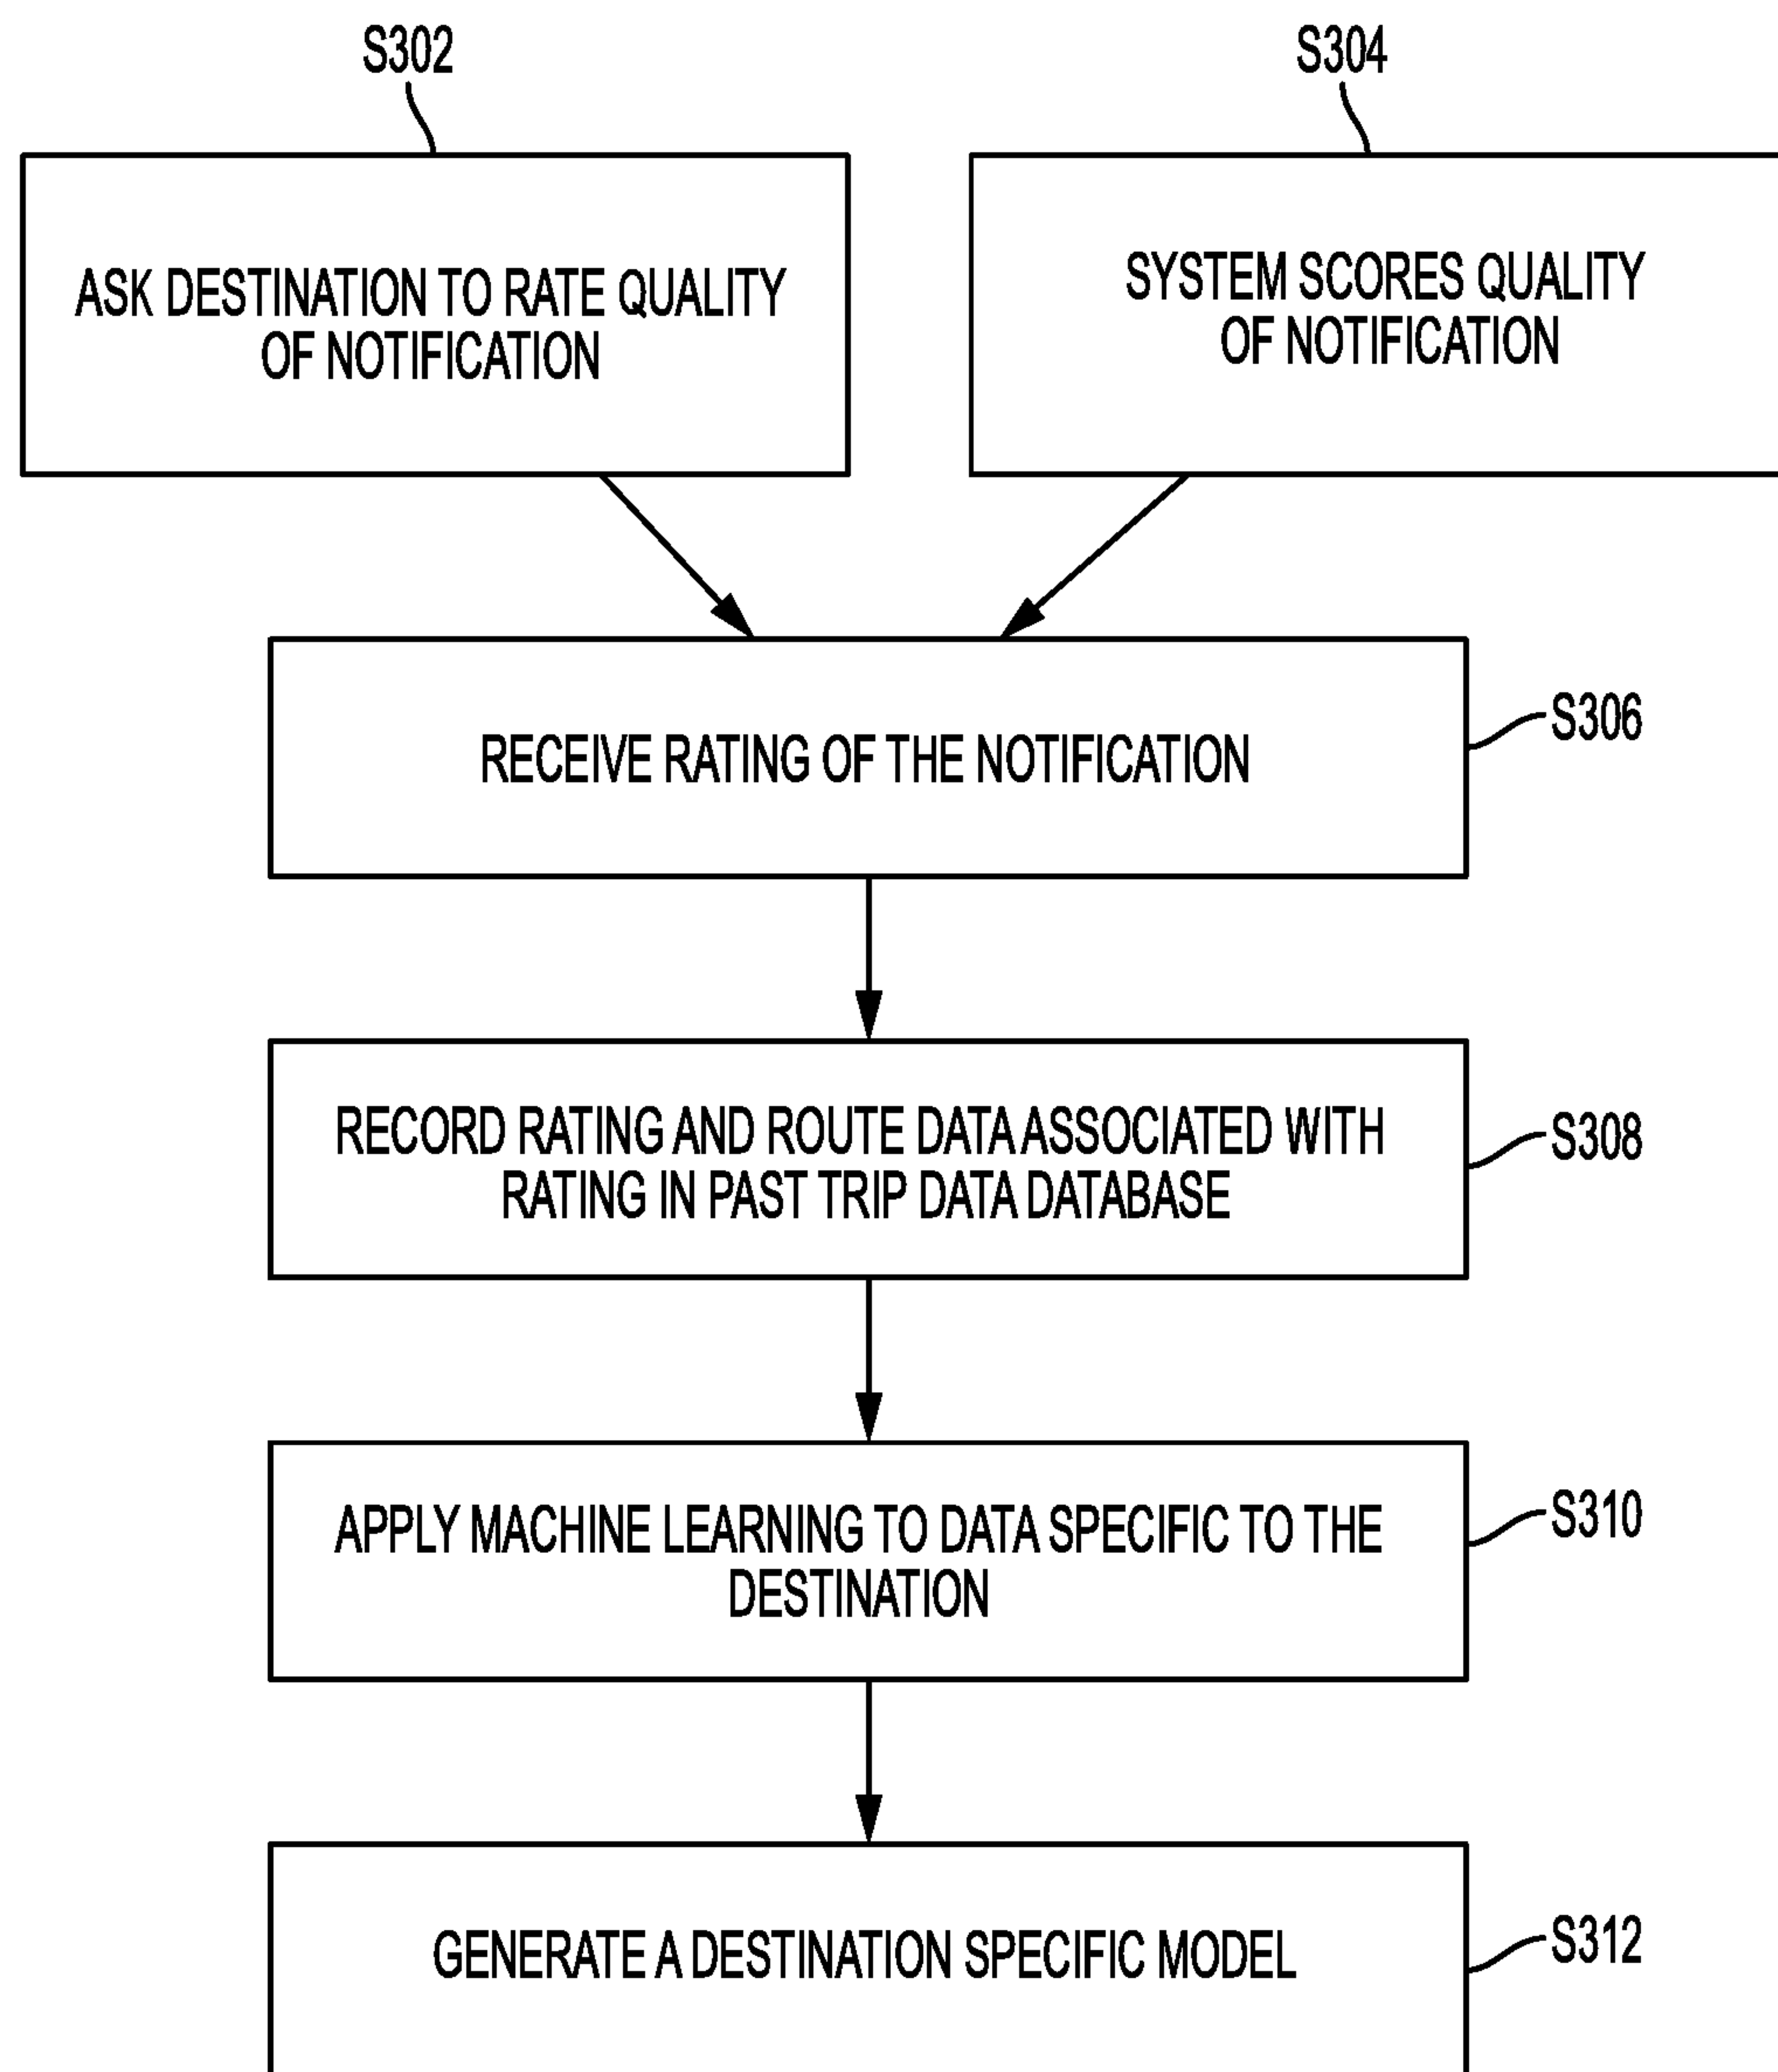 S302
S304
ASK DESTINATION TO RATE QUALITY
OF NOTIFICATION
SYSTEM SCORES QUALITY
OF NOTIFICATION
RECEIVE RATING OF THE NOTIFICATION
S306
RECORD RATING AND ROUTE DATA ASSOCIATED WITH
RATING IN PAST TRIP DATA DATABASE
S308
APPLY MACHINE LEARNING TO DATA SPECIFIC TO THE
DESTINATION
S310
GENERATE A DESTINATION SPECIFIC MODEL
S312